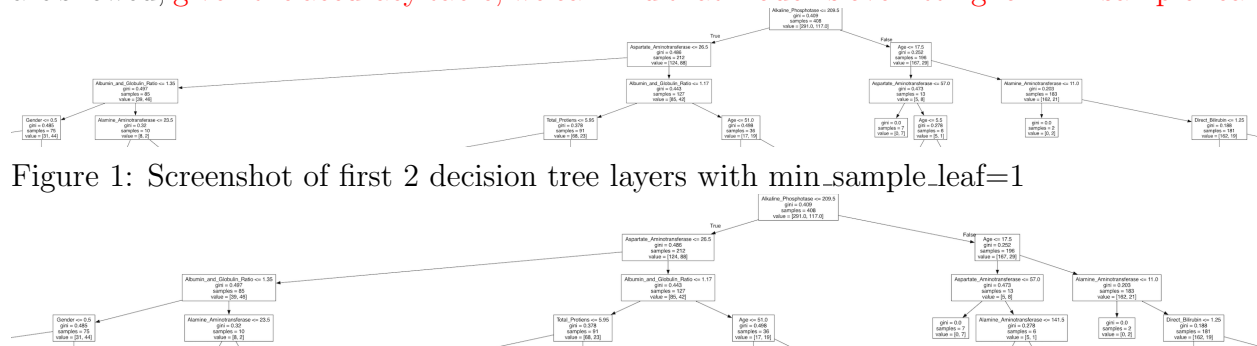 Alkaline_Phosphotase <= 209.5
gini = 0.409
samples = 408
value = [291.0, 117.0]
True
False
Aspartate_Aminotransferase <= 26.5
gini = 0.486
samples = 212
value = [124, 88]
Age <= 17.5
gini = 0.252
samples = 196
value = [167, 29]
Albumin_and_Globulin_Ratio <= 1.35
gini = 0.497
samples = 85
value = [39, 46]
Albumin_and_Globulin_Ratio <= 1.17
gini = 0.443
samples = 127
value = [85, 42]
Aspartate_Aminotransferase <= 57.0
gini = 0.473
samples = 13
value = [5, 8]
Alamine_Aminotransferase <= 11.0
gini = 0.203
samples = 183
value = [162, 21]
Gender <= 0.5
gini = 0.485
samples = 75
value = [31, 44]
Alamine_Aminotransferase <= 23.5
gini = 0.32
samples = 10
value = [8, 2]
Total_Protiens <= 5.95
gini = 0.378
samples = 91
value = [68, 23]
Age <= 51.0
gini = 0.498
samples = 36
value = [17, 19]
gini = 0.0
samples = 7
value = [0, 7]
Age <= 5.5
gini = 0.278
samples = 6
value = [5, 1]
gini = 0.0
samples = 2
value = [0, 2]
Direct_Bilirubin <= 1.25
gini = 0.188
samples = 181
value = [162, 19]
Figure 1: Screenshot of first 2 decision tree layers with min_sample_leaf=1
Alkaline_Phosphotase <= 209.5
gini = 0.409
samples = 408
value = [291.0, 117.0]
True
False
Aspartate_Aminotransferase <= 26.5
gini = 0.486
samples = 212
value = [124, 88]
Age <= 17.5
gini = 0.252
samples = 196
value = [167, 29]
Albumin_and_Globulin_Ratio <= 1.35
gini = 0.497
samples = 85
value = [39, 46]
Albumin_and_Globulin_Ratio <= 1.17
gini = 0.443
samples = 127
value = [85, 42]
Aspartate_Aminotransferase <= 57.0
gini = 0.473
samples = 13
value = [5, 8]
Alamine_Aminotransferase <= 11.0
gini = 0.203
samples = 183
value = [162, 21]
Gender <= 0.5
gini = 0.485
samples = 75
value = [31, 44]
Alamine_Aminotransferase <= 23.5
gini = 0.32
samples = 10
value = [8, 2]
Total_Protiens <= 5.95
gini = 0.378
samples = 91
value = [68, 23]
Age <= 51.0
gini = 0.498
samples = 36
value = [17, 19]
gini = 0.0
samples = 7
value = [0, 7]
Alamine_Aminotransferase <= 141.5
gini = 0.278
samples = 6
value = [5, 1]
gini = 0.0
samples = 2
value = [0, 2]
Direct_Bilirubin <= 1.25
gini = 0.188
samples = 181
value = [162, 19]